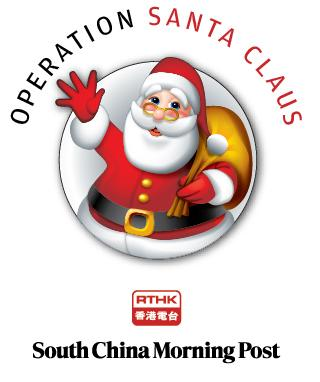 OPERATION SANTA CLAUS
RTHK
香港電台
South China Morning Post